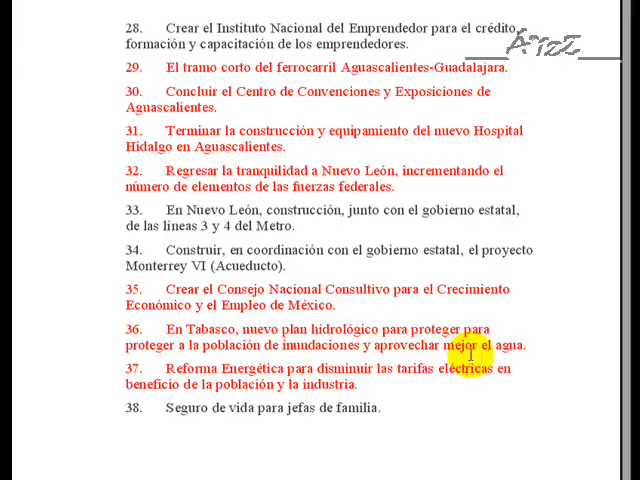 28. Crear el Instituto Nacional del Emprendedor para el crédito,
formación y capacitación de los emprendedores.
29. El tramo corto del ferrocarril Aguascalientes-Guadalajara.
30. Concluir el Centro de Convenciones y Exposiciones de
Aguascalientes.
31. Terminar la construcción y equipamiento del nuevo Hospital
Hidalgo en Aguascalientes.
32. Regresar la tranquilidad a Nuevo León, incrementando el
número de elementos de las fuerzas federales.
33. En Nuevo León, construcción, junto con el gobierno estatal,
de las líneas 3 y 4 del Metro.
34. Construir, en coordinación con el gobierno estatal, el proyecto
Monterrey VI (Acueducto).
35. Crear el Consejo Nacional Consultivo para el Crecimiento
Económico y el Empleo de México.
36. En Tabasco, nuevo plan hidrológico para proteger para
proteger a la población de inundaciones y aprovechar mejor el agua.
37. Reforma Energética para disminuir las tarifas eléctricas en
beneficio de la población y la industria.
38. Seguro de vida para jefas de familia.